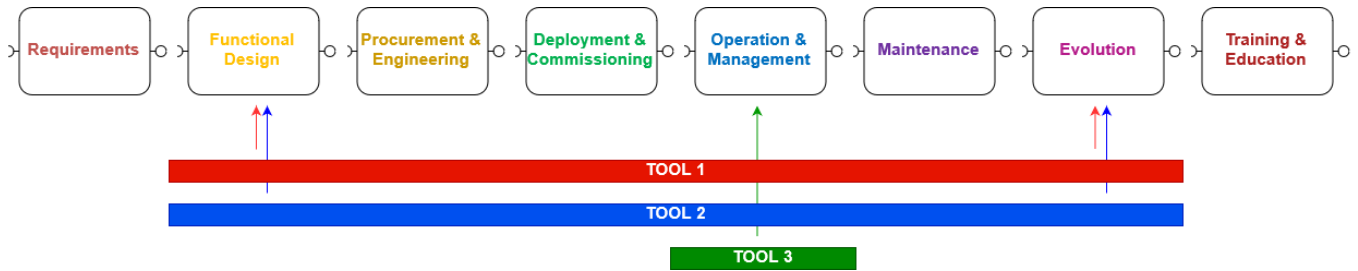 Requirements
Functional
Design
Procurement &
Engineering
Deployment &
Commissioning
Operation &
Management
Maintenance
Evolution
Training &
Education
TOOL 1
TOOL 2
TOOL 3